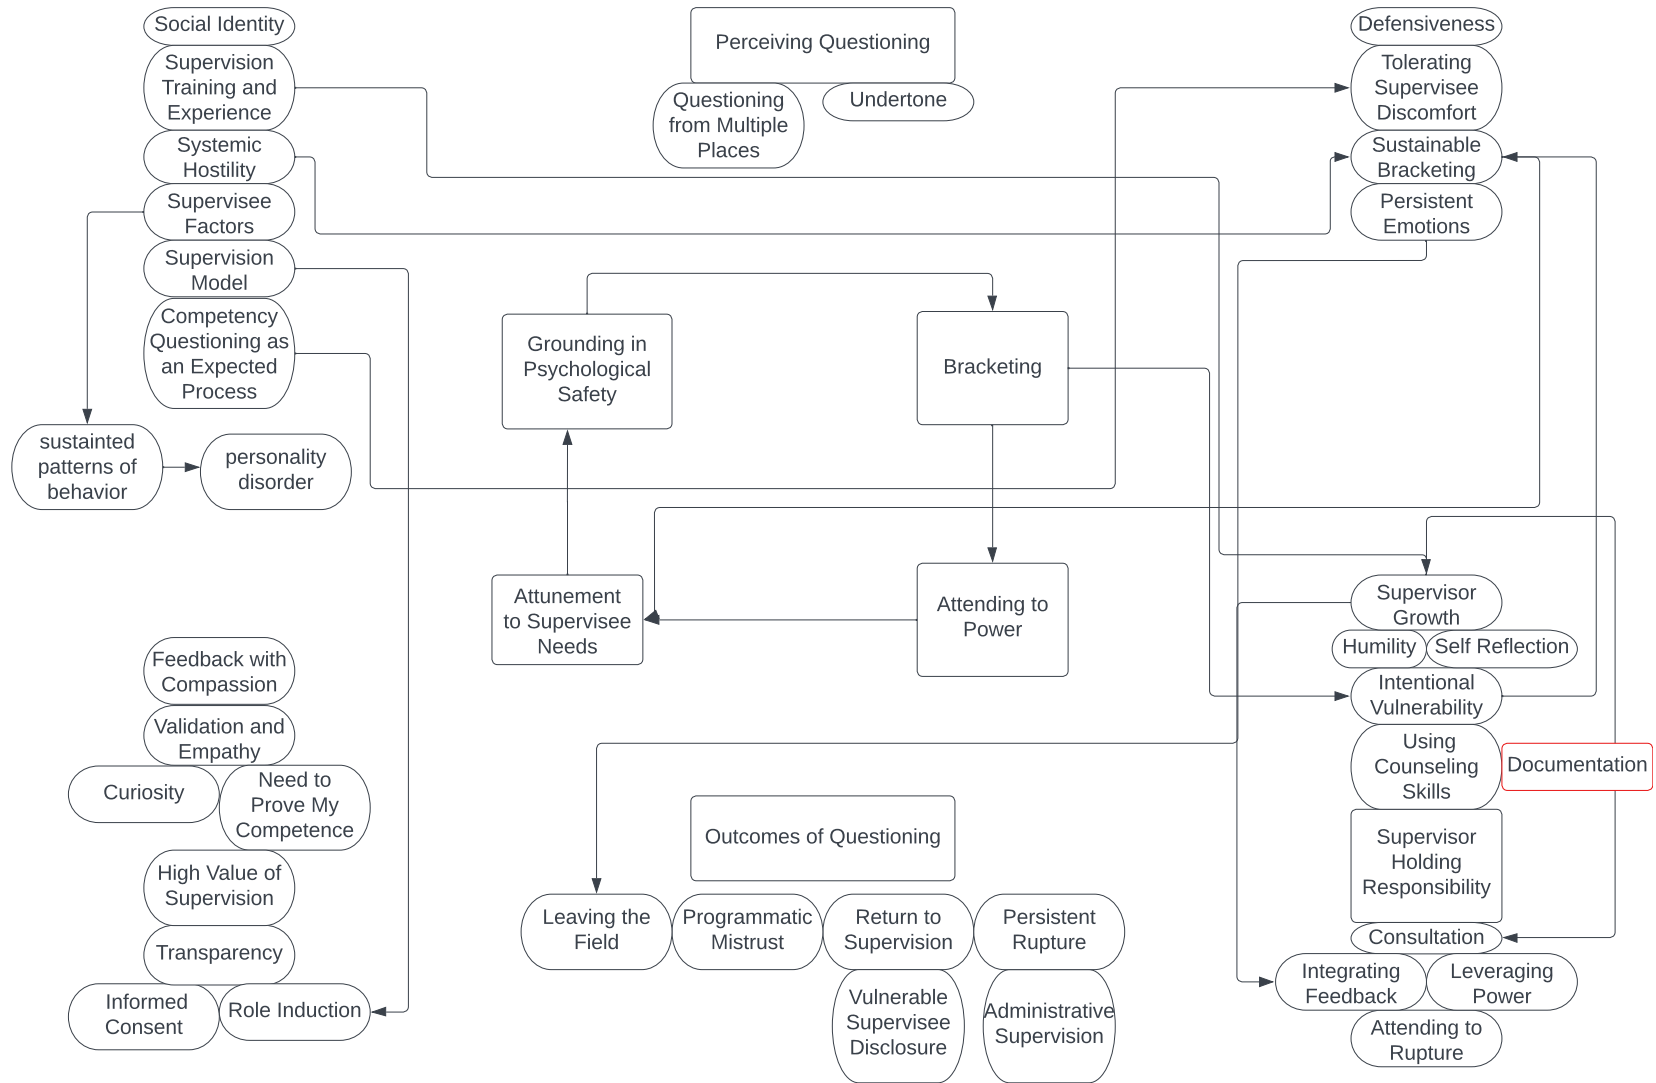 Social Identity
Supervision
Training and
Experience
Systemic
Hostility
Supervisee
Factors
Supervision
Model
Competency
Questioning as
an Expected
Process
sustainted
patterns of
behavior
personality
disorder
Perceiving Questioning
Questioning
from Multiple
Places
Undertone
Defensiveness
Tolerating
Supervisee
Discomfort
Sustainable
Bracketing
Persistent
Emotions
Grounding in
Psychological
Safety
Bracketing
Attunement
to Supervisee
Needs
Attending to
Power
Feedback with
Compassion
Validation and
Empathy
Curiosity
Need to
Prove My
Competence
High Value of
Supervision
Transparency
Informed
Consent
Role Induction
Outcomes of Questioning
Leaving the
Field
Programmatic
Mistrust
Return to
Supervision
Persistent
Rupture
Vulnerable
Supervisee
Disclosure
Administrative
Supervision
Supervisor
Growth
Humility
Self Reflection
Intentional
Vulnerability
Using
Counseling
Skills
Documentation
Supervisor
Holding
Responsibility
Consultation
Integrating
Feedback
Leveraging
Power
Attending to
Rupture